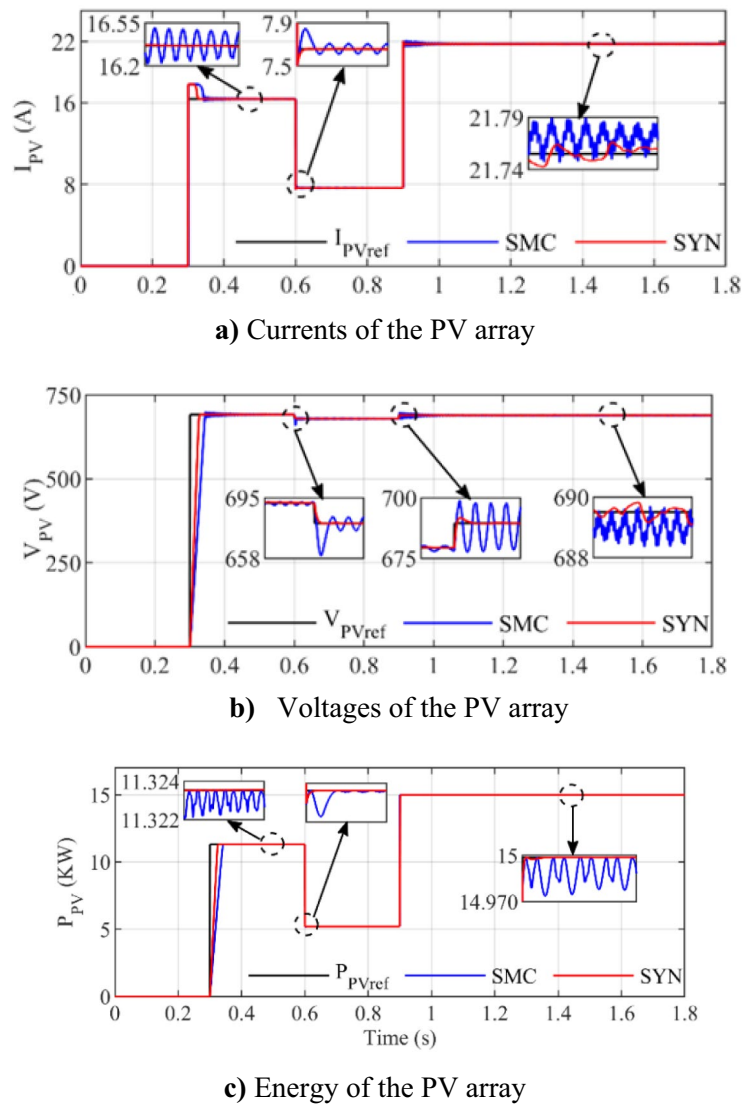 16.55
16.2
7.9
7.5
22
16
8
0
I_PV (A)
21.79
21.74
I_PVref SMC SYN
0 0.2 0.4 0.6 0.8 1 1.2 1.4 1.6 1.8
a) Currents of the PV array
750
500
250
0
V_PV (V)
695
658
700
675
690
688
V_PVref SMC SYN
0 0.2 0.4 0.6 0.8 1 1.2 1.4 1.6 1.8
b) Voltages of the PV array
11.324
11.322
15
10
5
0
P_PV (KW)
15
14.970
P_PVref SMC SYN
0 0.2 0.4 0.6 0.8 1 1.2 1.4 1.6 1.8
Time (s)
c) Energy of the PV array